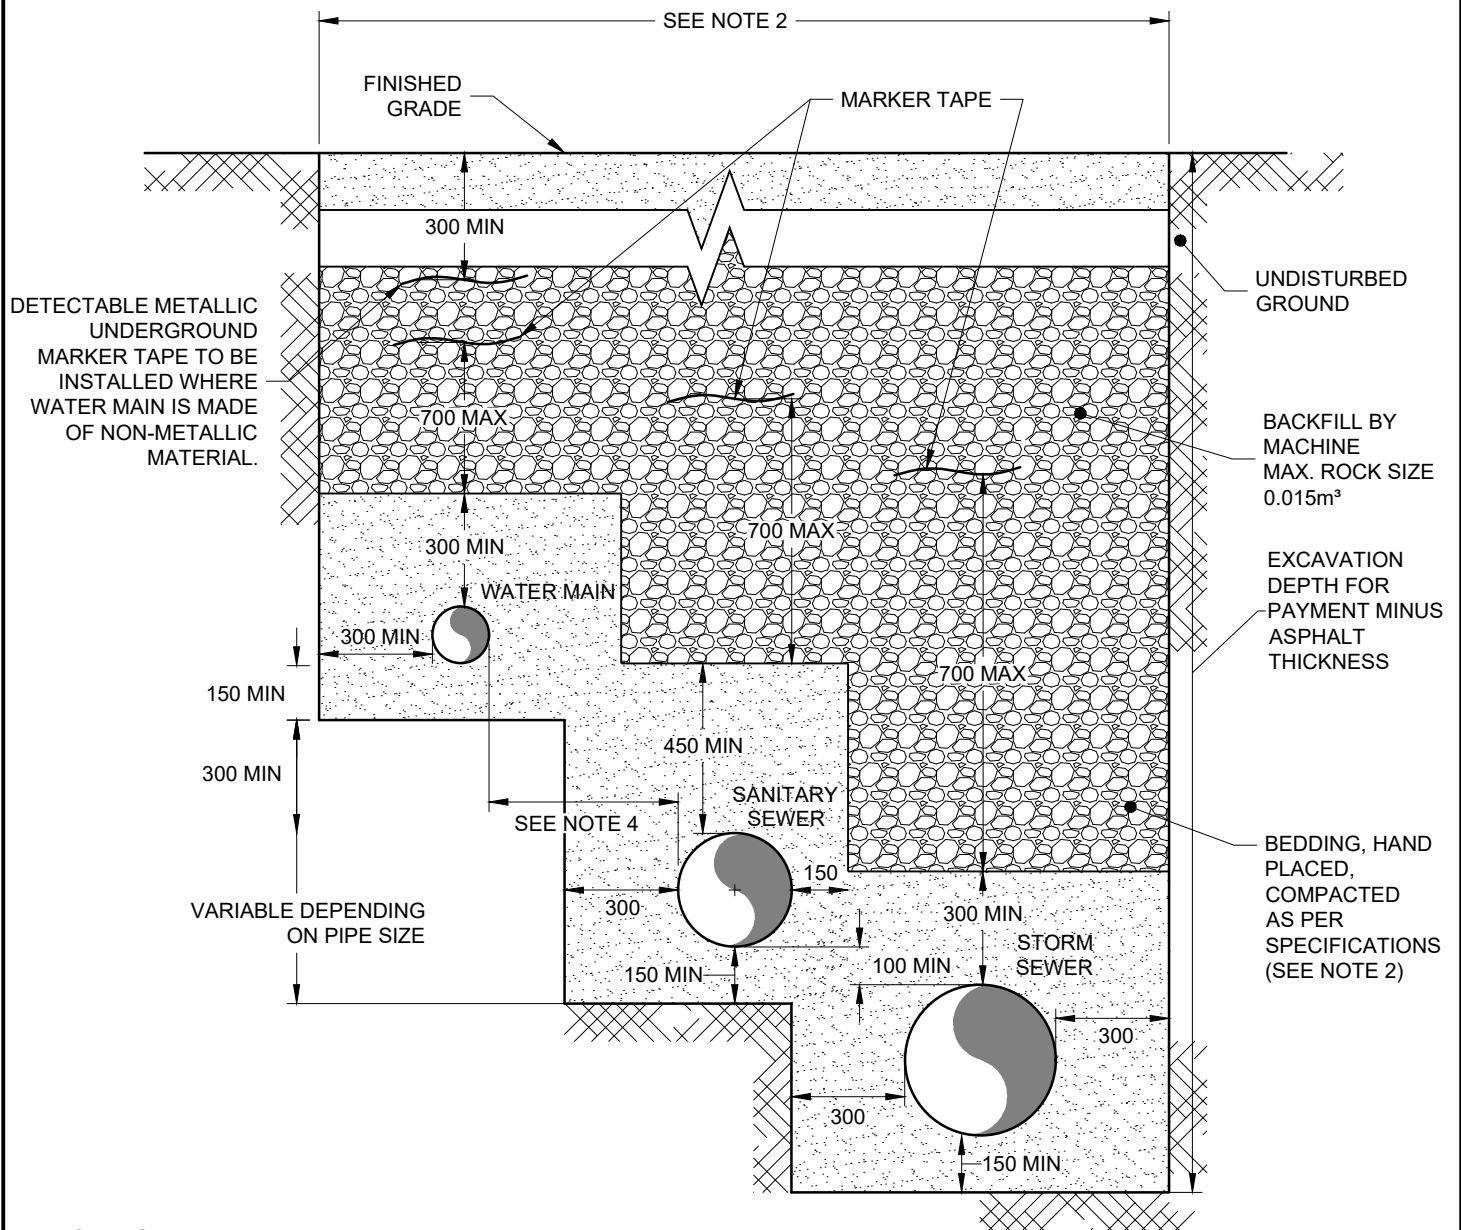 SEE NOTE 2
FINISHED
GRADE
MARKER TAPE
300 MIN
UNDISTURBED
GROUND
DETECTABLE METALLIC
UNDERGROUND
MARKER TAPE TO BE
INSTALLED WHERE
WATER MAIN IS MADE
OF NON-METALLIC
MATERIAL.
700 MAX
BACKFILL BY
MACHINE
MAX. ROCK SIZE
0.015m³
700 MAX
300 MIN
WATER MAIN
300 MIN
EXCAVATION
DEPTH FOR
PAYMENT MINUS
ASPHALT
THICKNESS
700 MAX
150 MIN
450 MIN
300 MIN
SANITARY
SEWER
SEE NOTE 4
BEDDING, HAND
PLACED,
COMPACTED
AS PER
SPECIFICATIONS
(SEE NOTE 2)
150
300
VARIABLE DEPENDING
ON PIPE SIZE
300 MIN
STORM
SEWER
100 MIN
150 MIN
300
300
150 MIN